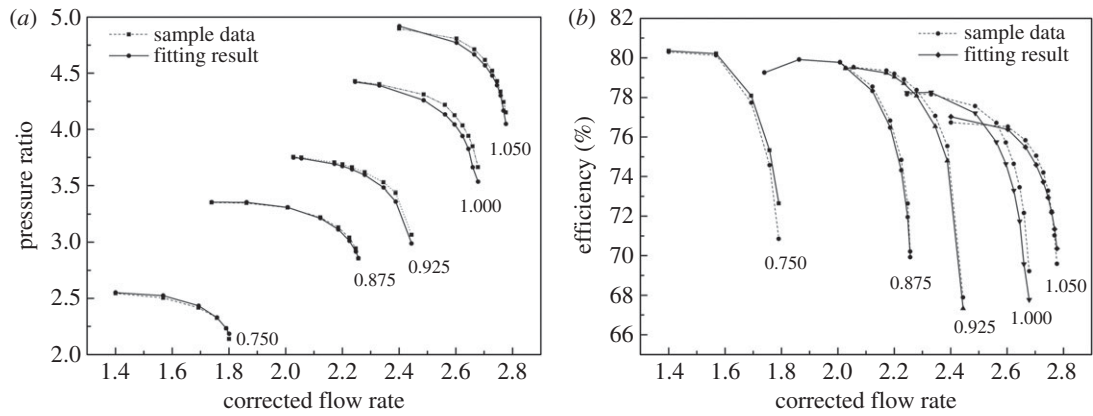 (a)
5.0
4.5
4.0
3.5
3.0
2.5
2.0
pressure ratio
sample data
fitting result
1.050
1.000
0.925
0.875
0.750
1.4 1.6 1.8 2.0 2.2 2.4 2.6 2.8
corrected flow rate
(b)
82
80
78
76
74
72
70
68
66
efficiency (%)
sample data
fitting result
0.750
0.875
0.925
1.000
1.050
1.4 1.6 1.8 2.0 2.2 2.4 2.6 2.8
corrected flow rate